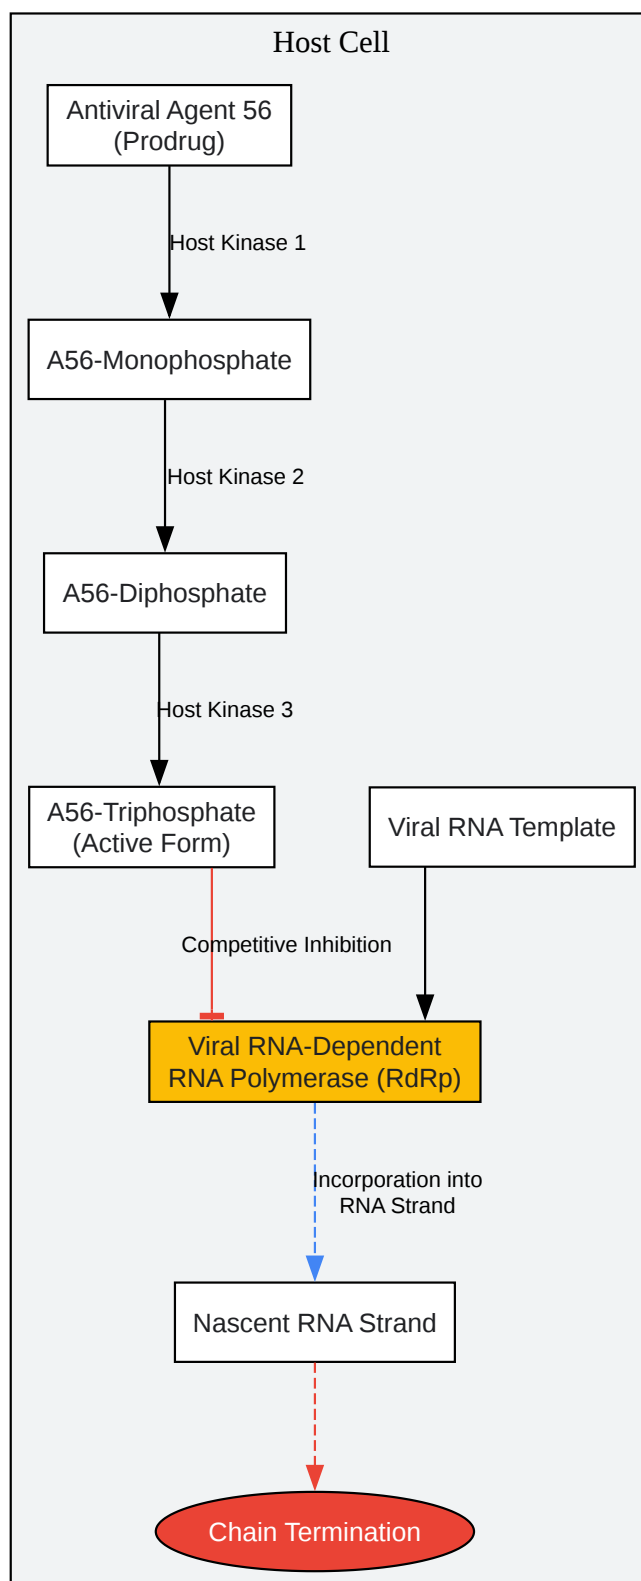 Host Cell
Antiviral Agent 56
(Prodrug)
Host Kinase 1
A56-Monophosphate
Host Kinase 2
A56-Diphosphate
Host Kinase 3
A56-Triphosphate
(Active Form)
Viral RNA Template
Competitive Inhibition
Viral RNA-Dependent
RNA Polymerase (RdRp)
Incorporation into
RNA Strand
Nascent RNA Strand
Chain Termination